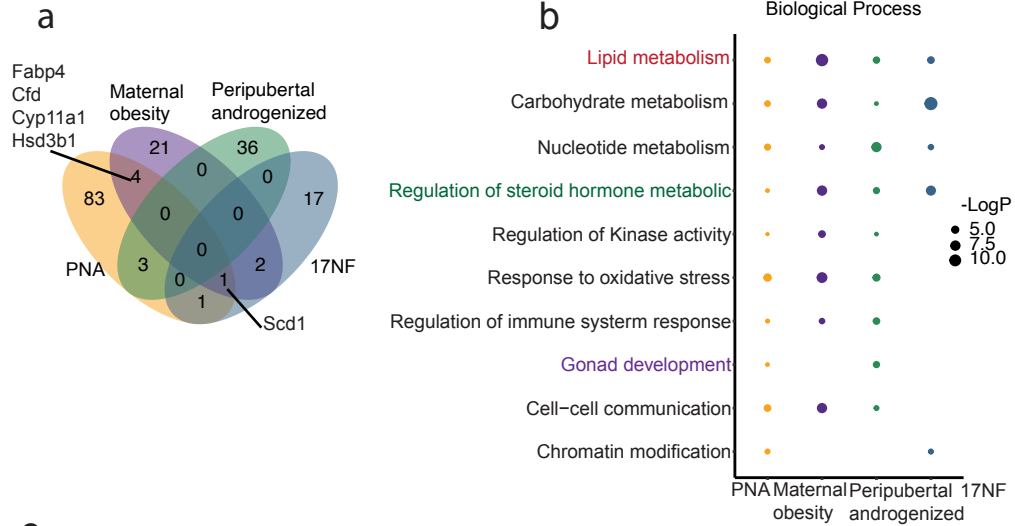 a
Fabp4
Cfd
Cyp11a1
Hsd3b1
Maternal
obesity
Peripubertal
androgenized
21
36
4
0
0
83
17
0
0
0
PNA
3
2
17NF
0
1
1
Scd1
b
Biological Process
Lipid metabolism
Carbohydrate metabolism
Nucleotide metabolism
Regulation of steroid hormone metabolic
Regulation of Kinase activity
Response to oxidative stress
Regulation of immune systerm response
Gonad development
Cell−cell communication
Chromatin modification
-LogP
5.0
7.5
10.0
PNA
Maternal
obesity
Peripubertal
androgenized
17NF